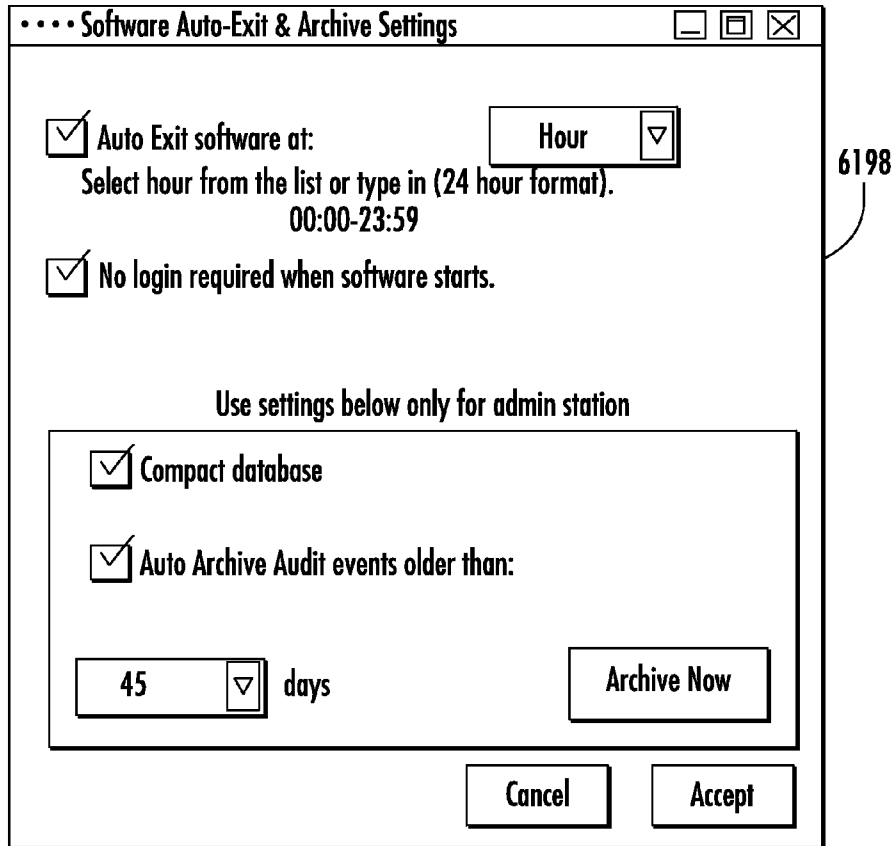 •••• Software Auto-Exit & Archive Settings
Auto Exit software at:
Hour
Select hour from the list or type in (24 hour format).
00:00-23:59
6198
No login required when software starts.
Use settings below only for admin station
Compact database
Auto Archive Audit events older than:
45 days
Archive Now
Cancel
Accept